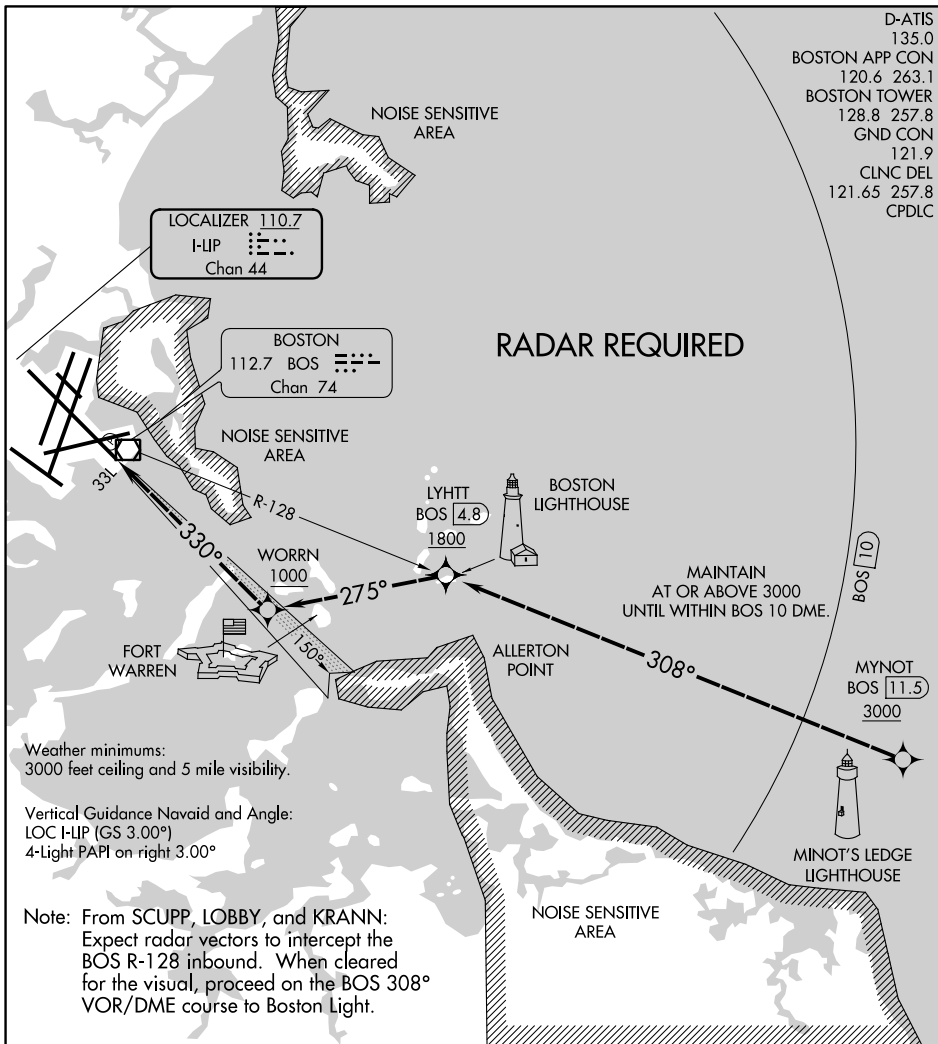 D-ATIS
135.0
BOSTON APP CON
120.6 263.1
BOSTON TOWER
128.8 257.8
GND CON
121.9
CLNC DEL
121.65 257.8
CPDLC
NOISE SENSITIVE
AREA
LOCALIZER 110.7
I-LIP
Chan 44
RADAR REQUIRED
BOSTON
112.7 BOS
Chan 74
NOISE SENSITIVE
AREA
33L
R-128
LYHTT
BOS 4.8
1800
BOSTON
LIGHTHOUSE
330°
WORRN
1000
275°
MAINTAIN
AT OR ABOVE 3000
UNTIL WITHIN BOS 10 DME.
BOS 10
FORT
WARREN
150°
ALLERTON
POINT
308°
MYNOT
BOS 11.5
3000
Weather minimums:
3000 feet ceiling and 5 mile visibility.
Vertical Guidance Navaid and Angle:
LOC I-LIP (GS 3.00°)
4-Light PAPI on right 3.00°
MINOT'S LEDGE
LIGHTHOUSE
NOISE SENSITIVE
AREA
Note: From SCUPP, LOBBY, and KRANN:
Expect radar vectors to intercept the
BOS R-128 inbound. When cleared
for the visual, proceed on the BOS 308°
VOR/DME course to Boston Light.